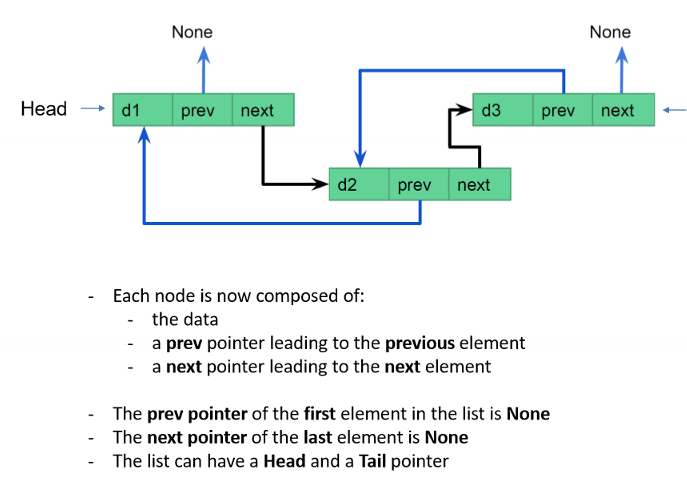 None None
Head d1 prev next d3 prev next
d2 prev next
- Each node is now composed of:
- the data
- a prev pointer leading to the previous element
- a next pointer leading to the next element
- The prev pointer of the first element in the list is None
- The next pointer of the last element is None
- The list can have a Head and a Tail pointer